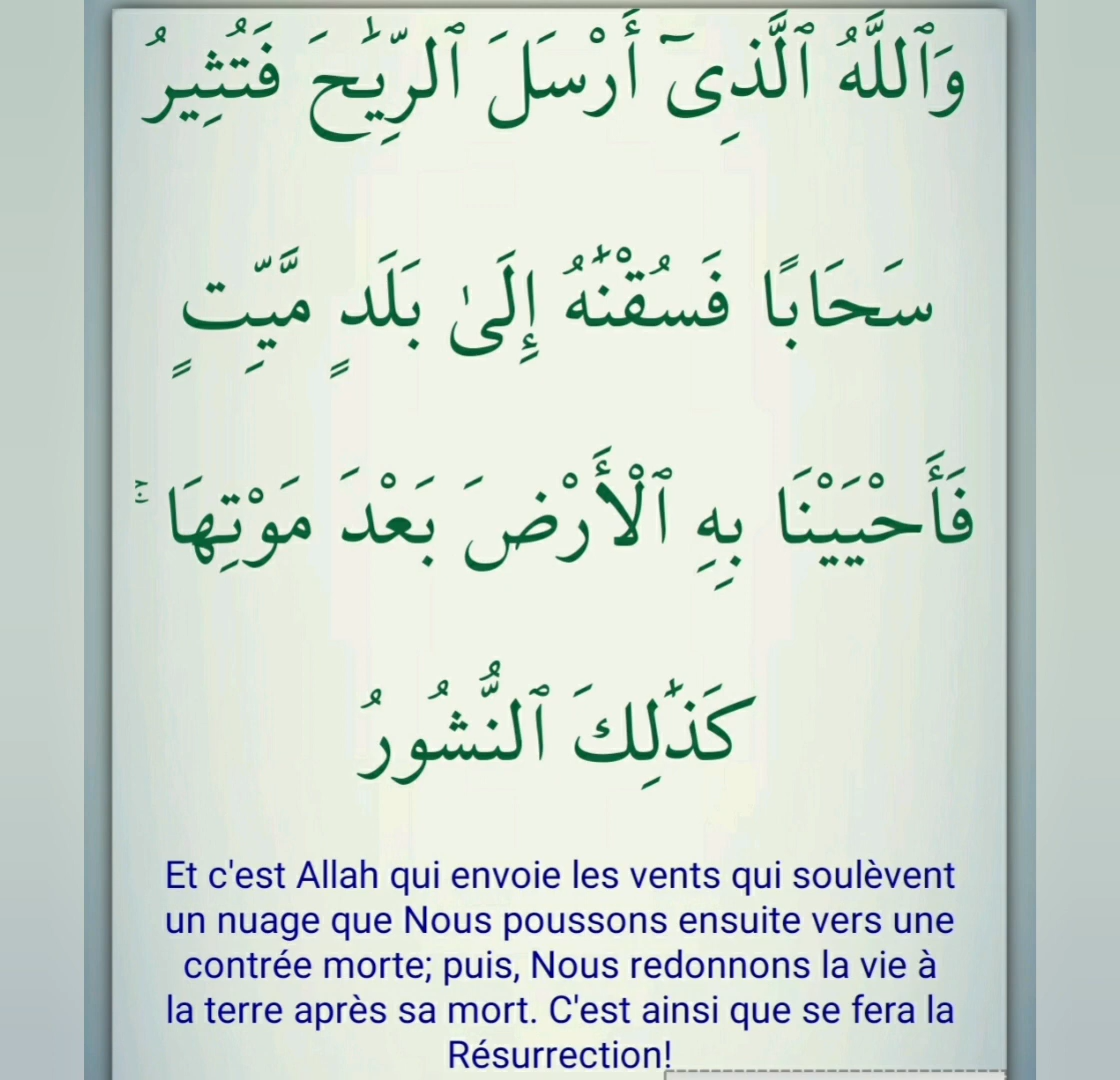 وَٱللَّهُ ٱلَّذِىٓ أَرْسَلَ ٱلرِّيَٰحَ فَتُثِيرُ
سَحَابًا فَسُقْنَٰهُ إِلَىٰ بَلَدٍ مَّيِّتٍ
فَأَحْيَيْنَا بِهِ ٱلْأَرْضَ بَعْدَ مَوْتِهَا ۚ
كَذَٰلِكَ ٱلنُّشُورُ
Et c'est Allah qui envoie les vents qui soulèvent
un nuage que Nous poussons ensuite vers une
contrée morte; puis, Nous redonnons la vie à
la terre après sa mort. C'est ainsi que se fera la
Résurrection!